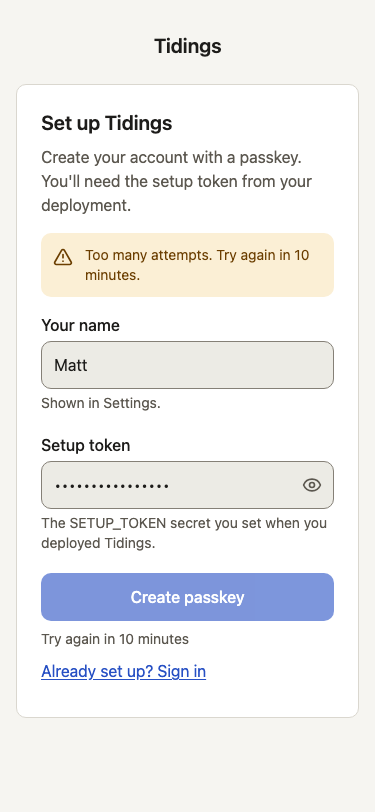 Tidings
Set up Tidings
Create your account with a passkey.
You'll need the setup token from your
deployment.
Too many attempts. Try again in 10
minutes.
Your name
Matt
Shown in Settings.
Setup token
••••••••••••••••
The SETUP_TOKEN secret you set when you
deployed Tidings.
Create passkey
Try again in 10 minutes
Already set up? Sign in